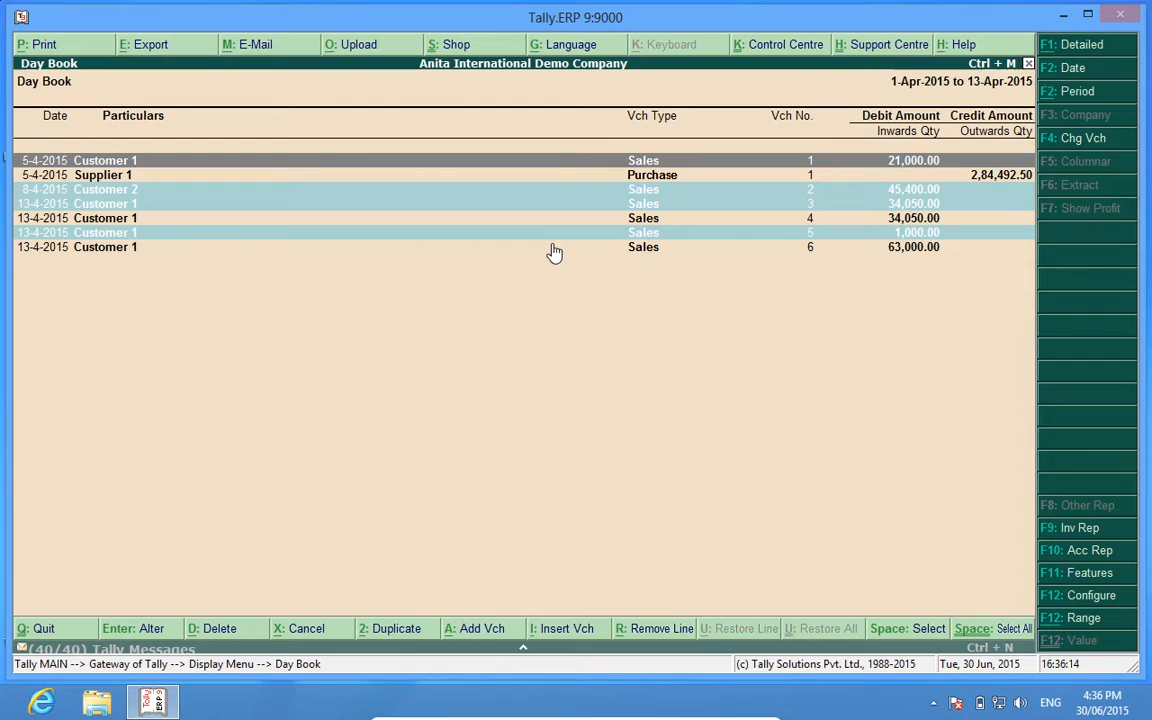 Tally.ERP 9:9000
P: Print E: Export M: E-Mail O: Upload S: Shop G: Language K: Keyboard K: Control Centre H: Support Centre H: Help
Day Book Anita International Demo Company Ctrl + M
Day Book 1-Apr-2015 to 13-Apr-2015
Date Particulars Vch Type Vch No. Debit Amount Credit Amount
Inwards Qty Outwards Qty
5-4-2015 Customer 1 Sales 1 21,000.00
5-4-2015 Supplier 1 Purchase 1 2,84,492.50
8-4-2015 Customer 2 Sales 2 45,400.00
13-4-2015 Customer 1 Sales 3 34,050.00
13-4-2015 Customer 1 Sales 4 34,050.00
13-4-2015 Customer 1 Sales 5 1,000.00
13-4-2015 Customer 1 Sales 6 63,000.00
F1: Detailed
F2: Date
F2: Period
F3: Company
F4: Chg Vch
F5: Columnar
F6: Extract
F7: Show Profit
F8: Other Rep
F9: Inv Rep
F10: Acc Rep
F11: Features
F12: Configure
F12: Range
F12: Value
Q: Quit Enter: Alter D: Delete X: Cancel 2: Duplicate A: Add Vch I: Insert Vch R: Remove Line U: Restore Line U: Restore All Space: Select Space: Select All
(40/40) Tally Messages Ctrl + N
Tally MAIN --> Gateway of Tally --> Display Menu --> Day Book (c) Tally Solutions Pvt. Ltd., 1988-2015 Tue, 30 Jun, 2015 16:36:14
Tally ERP 9
ENG 4:36 PM
30/06/2015